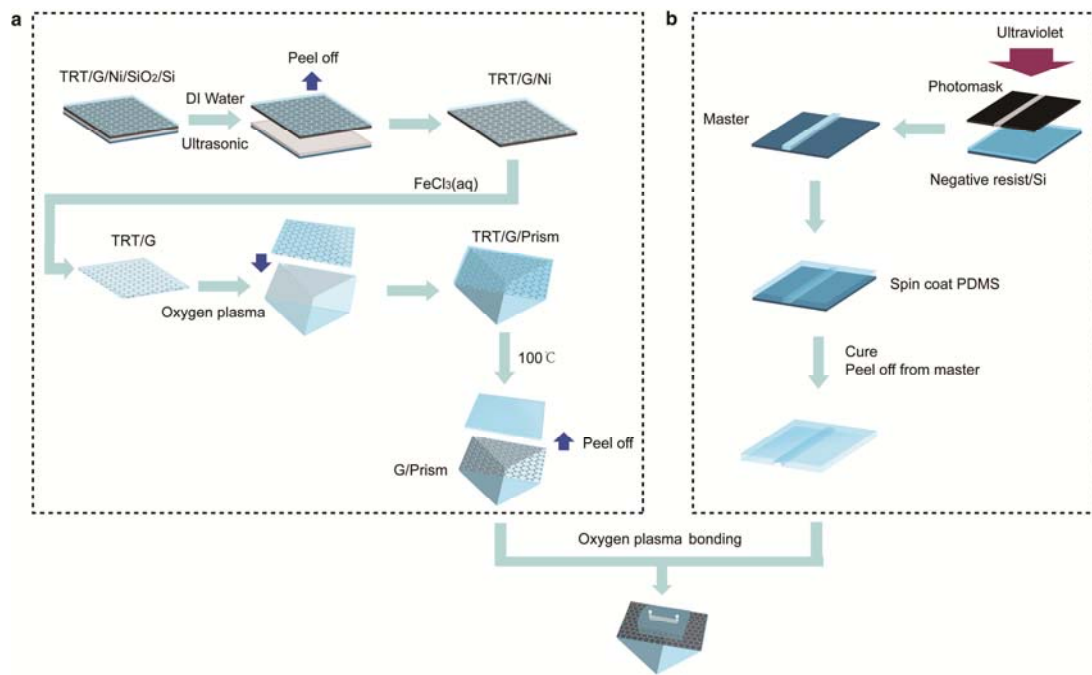 a
TRT/G/Ni/SiO2/Si
DI Water
Ultrasonic
Peel off
TRT/G/Ni
FeCl3(aq)
TRT/G
Oxygen plasma
TRT/G/Prism
100℃
Peel off
G/Prism
b
Ultraviolet
Photomask
Master
Negative resist/Si
Spin coat PDMS
Cure
Peel off from master
Oxygen plasma bonding